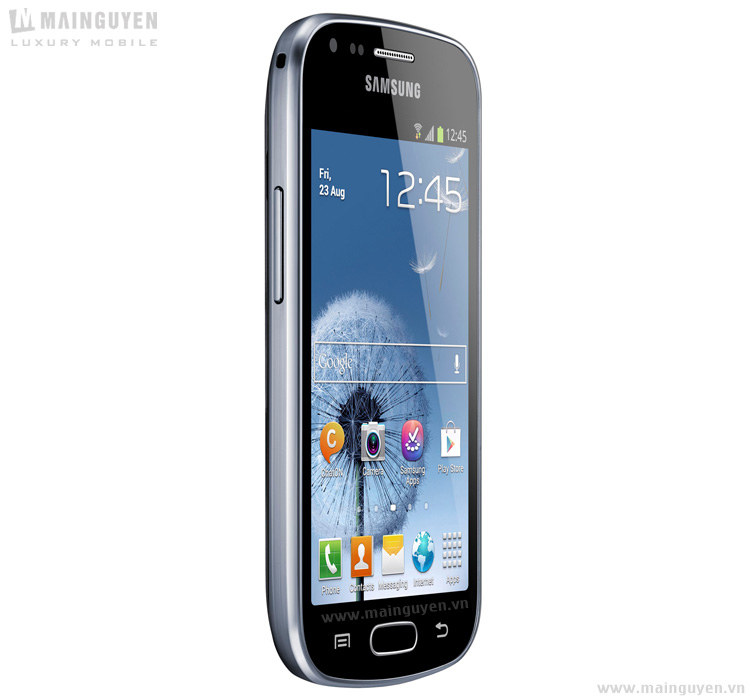 MAINGUYEN
LUXURY MOBILE
SAMSUNG
12:45
Fri,
23 Aug
12:45
Google
C
ChatON
Camera
Samsung
Apps
Play Store
Phone
Contacts
Messaging
Internet
Apps
www.mainguyen.vn
www.mainguyen.vn